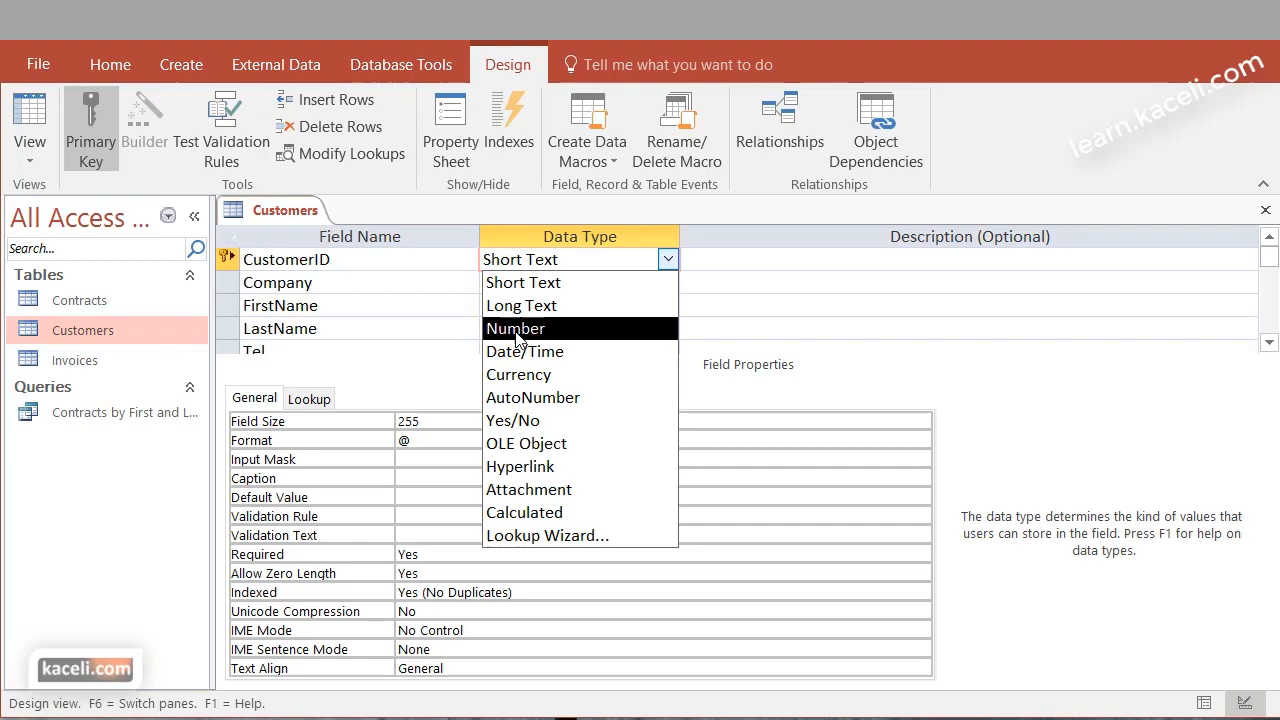 File
Home
Create
External Data
Database Tools
Design
Tell me what you want to do
learn.kaceli.com
View
Primary
Key
Builder
Test Validation
Rules
Insert Rows
Delete Rows
Modify Lookups
Property
Sheet
Indexes
Create Data
Macros
Rename/
Delete Macro
Relationships
Object
Dependencies
Views
Tools
Show/Hide
Field, Record & Table Events
Relationships
All Access ...
Search...
Tables
Contracts
Customers
Invoices
Queries
Contracts by First and L...
Customers
Field Name
Data Type
Description (Optional)
CustomerID
Short Text
Company
FirstName
LastName
Tel
Short Text
Long Text
Number
Date/Time
Currency
AutoNumber
Yes/No
OLE Object
Hyperlink
Attachment
Calculated
Lookup Wizard...
Field Properties
General
Lookup
Field Size 255
Format @
Input Mask
Caption
Default Value
Validation Rule
Validation Text
Required Yes
Allow Zero Length Yes
Indexed Yes (No Duplicates)
Unicode Compression No
IME Mode No Control
IME Sentence Mode None
Text Align General
The data type determines the kind of values that
users can store in the field. Press F1 for help on
data types.
kaceli.com
Design view. F6 = Switch panes. F1 = Help.